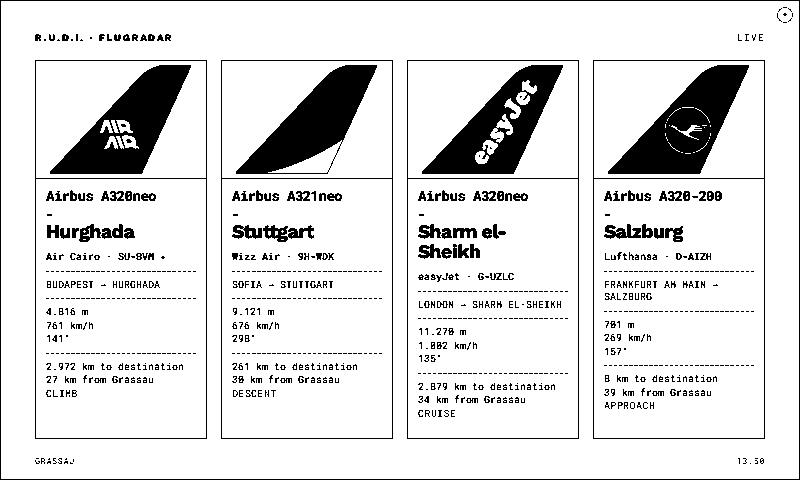 R.U.D.I. · FLUGRADAR
LIVE
AIR
AIR
Airbus A320neo
-
Hurghada
Air Cairo · SU-BVM ✦
BUDAPEST → HURGHADA
4.816 m
761 km/h
141°
2.972 km to destination
27 km from Grassau
CLIMB
Airbus A321neo
-
Stuttgart
Wizz Air · 9H-WDK
SOFIA → STUTTGART
9.121 m
676 km/h
298°
261 km to destination
30 km from Grassau
DESCENT
easyJet
Airbus A320neo
-
Sharm el-
Sheikh
easyJet · G-UZLC
LONDON → SHARM EL-SHEIKH
11.270 m
1.002 km/h
135°
2.879 km to destination
34 km from Grassau
CRUISE
Airbus A320-200
-
Salzburg
Lufthansa · D-AIZH
FRANKFURT AM MAIN →
SALZBURG
701 m
269 km/h
157°
8 km to destination
39 km from Grassau
APPROACH
GRASSAU
13.50